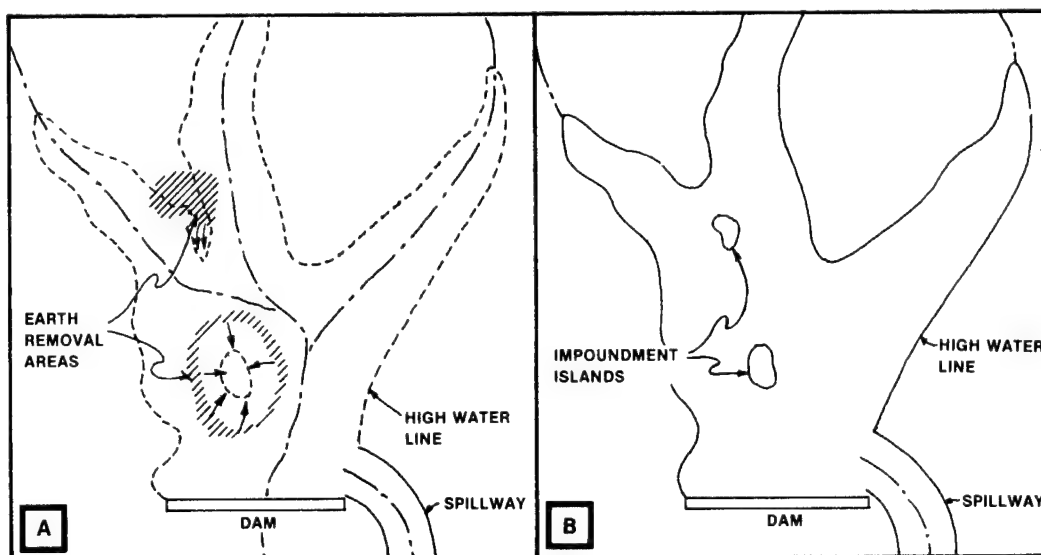 EARTH
REMOVAL
AREAS
HIGH WATER
LINE
SPILLWAY
DAM
A
IMPOUNDMENT
ISLANDS
HIGH WATER
LINE
SPILLWAY
DAM
B